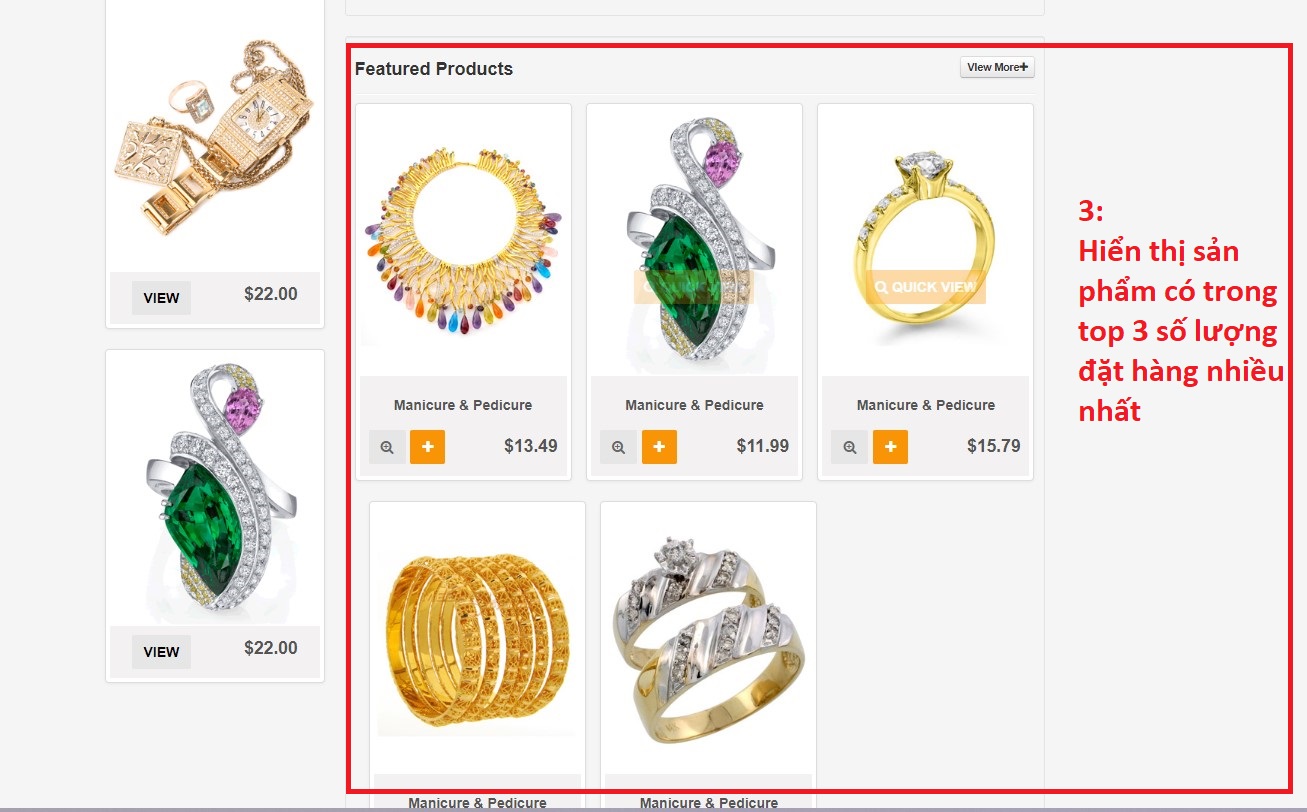 Featured Products
View More+
VIEW
$22.00
QUICK VIEW
QUICK VIEW
Manicure & Pedicure
Manicure & Pedicure
Manicure & Pedicure
$13.49
$11.99
$15.79
VIEW
$22.00
Manicure & Pedicure
Manicure & Pedicure
3:
Hiển thị sản
phẩm có trong
top 3 số lượng
đặt hàng nhiều
nhất